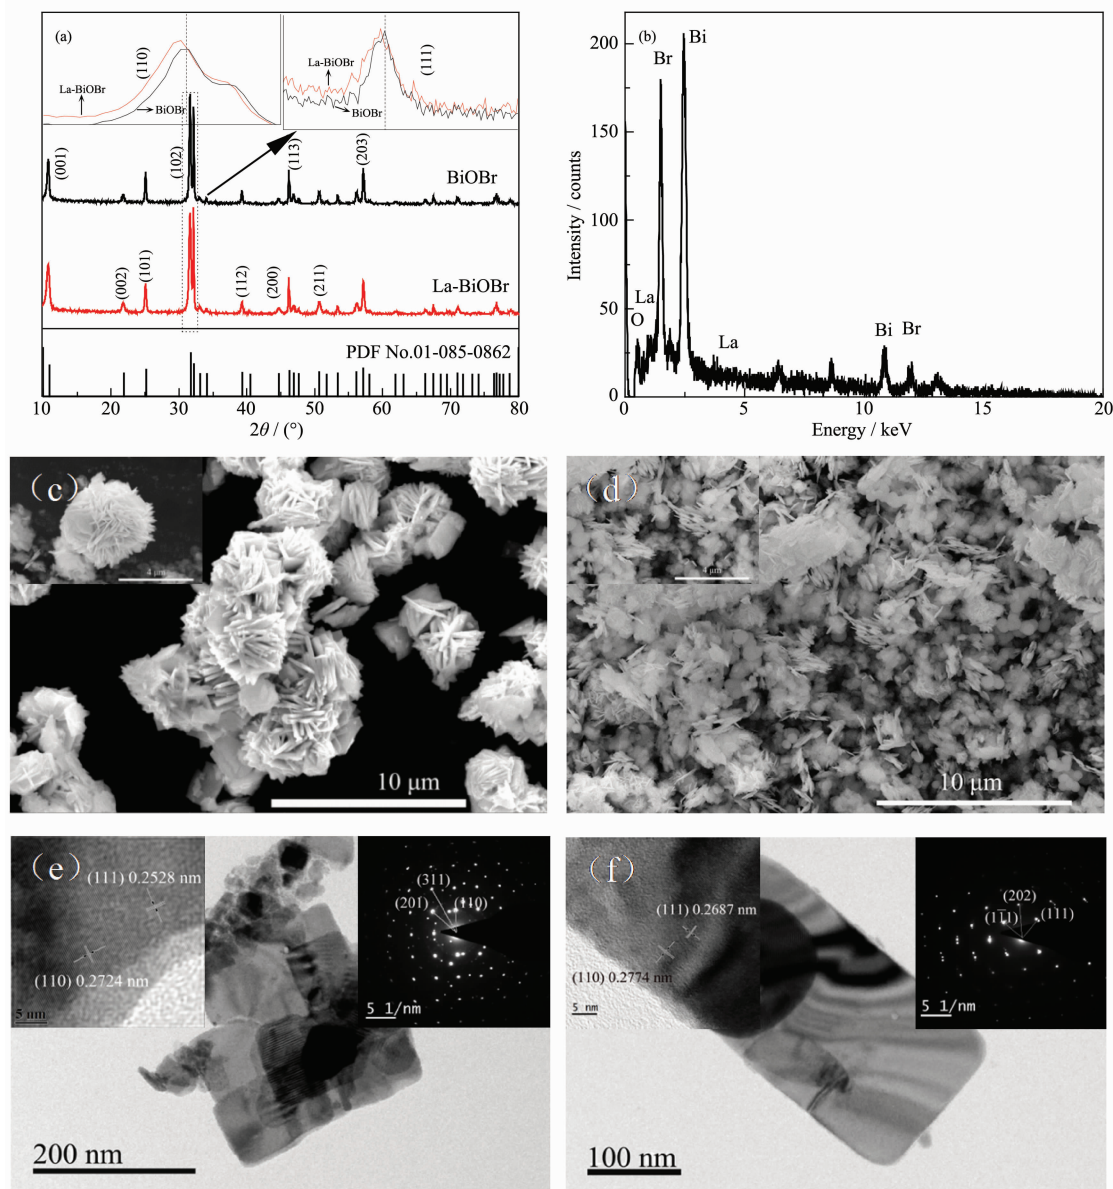 (a)
(110)
La-BiOBr
BiOBr
La-BiOBr
BiOBr
(111)
(001)
(102)
(113)
(203)
BiOBr
(002)
(101)
(112)
(200)
(211)
La-BiOBr
PDF No.01-085-0862
10 20 30 40 50 60 70 80
2θ / (°)
(b)
200
150
100
50
0
Intensity / counts
Br
Bi
La
O
La
Bi
Br
0 5 10 15 20
Energy / keV
(c)
4 μm
10 μm
(d)
4 μm
10 μm
(e)
(111) 0.2528 nm
(110) 0.2724 nm
5 nm
(311)
(201)
(110)
5 1/nm
200 nm
(f)
(111) 0.2687 nm
(110) 0.2774 nm
5 nm
(202)
(11̄1)
(111)
5 1/nm
100 nm